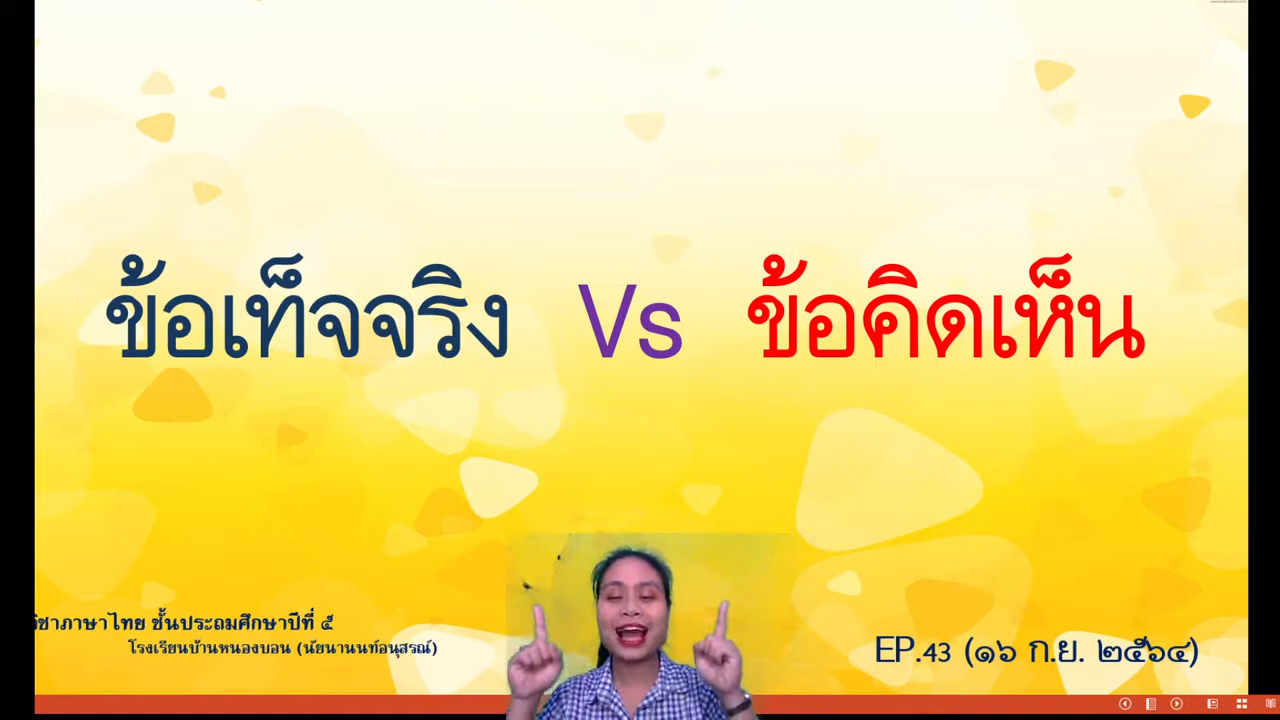 ข้อเท็จจริง Vs ข้อคิดเห็น
วิชาภาษาไทย ชั้นประถมศึกษาปีที่ ๕
โรงเรียนบ้านหนองบอน (นัยนานนท์อนุสรณ์)
EP.43 (๑๖ ก.ย. ๒๕๖๔)